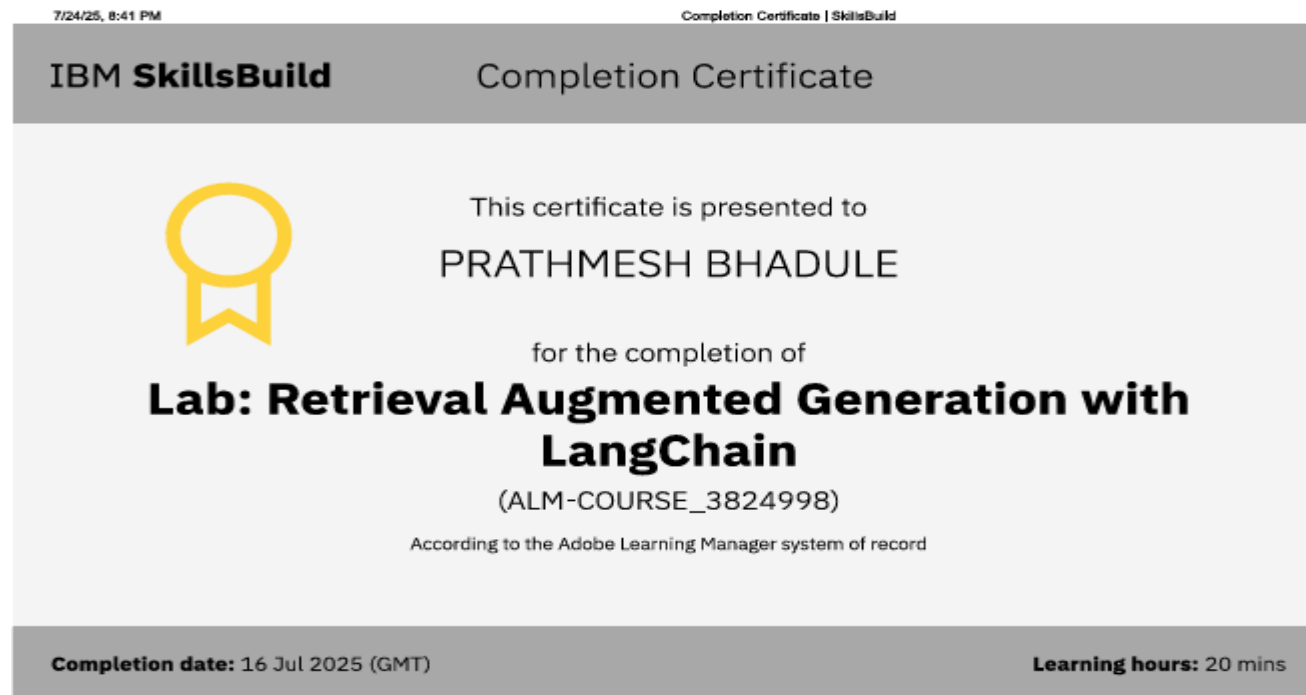 7/24/25, 8:41 PM Completion Certificate | SkillsBuild
IBM SkillsBuild Completion Certificate
This certificate is presented to
PRATHMESH BHADULE
for the completion of
Lab: Retrieval Augmented Generation with
LangChain
(ALM-COURSE_3824998)
According to the Adobe Learning Manager system of record
Completion date: 16 Jul 2025 (GMT) Learning hours: 20 mins